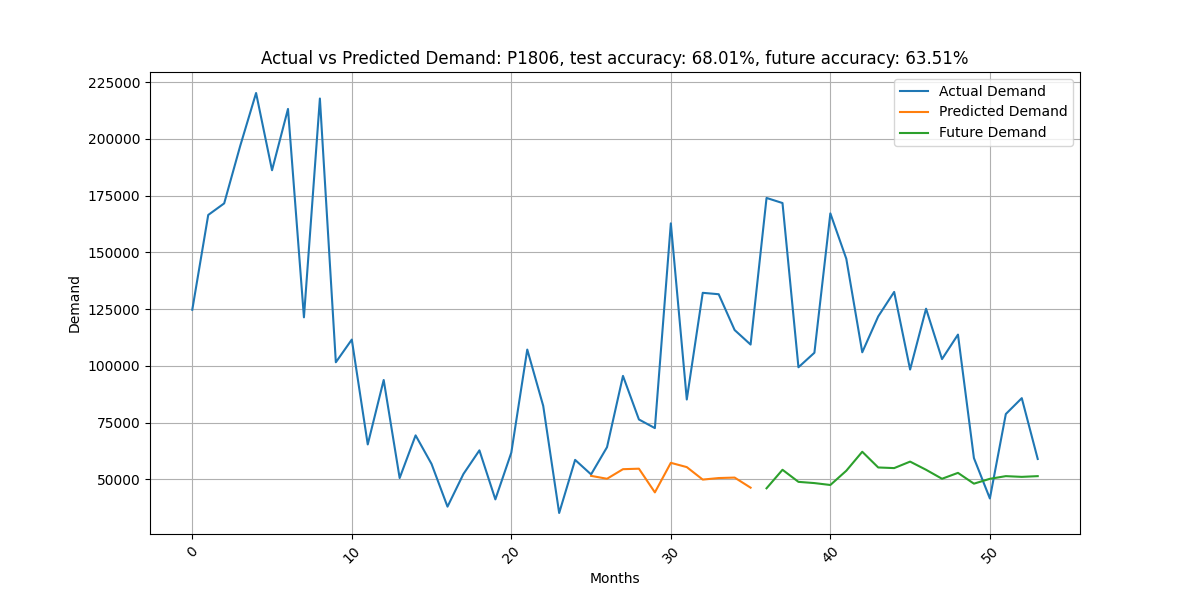 Actual vs Predicted Demand: P1806, test accuracy: 68.01%, future accuracy: 63.51%
225000
200000
175000
150000
125000
100000
75000
50000
Demand
Actual Demand
Predicted Demand
Future Demand
0
10
20
30
40
50
Months